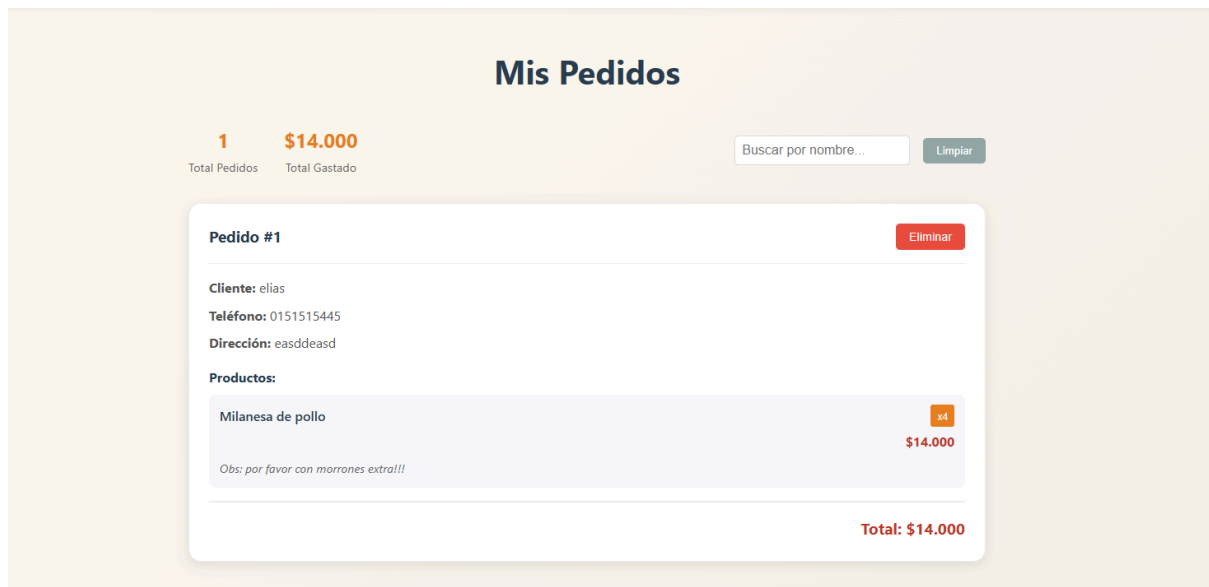 Mis Pedidos
1
Total Pedidos
$14.000
Total Gastado
Buscar por nombre...
Limpiar
Pedido #1
Eliminar
Cliente: elias
Teléfono: 0151515445
Dirección: easddeasd
Productos:
Milanesa de pollo
x4
$14.000
Obs: por favor con morrones extra!!!
Total: $14.000